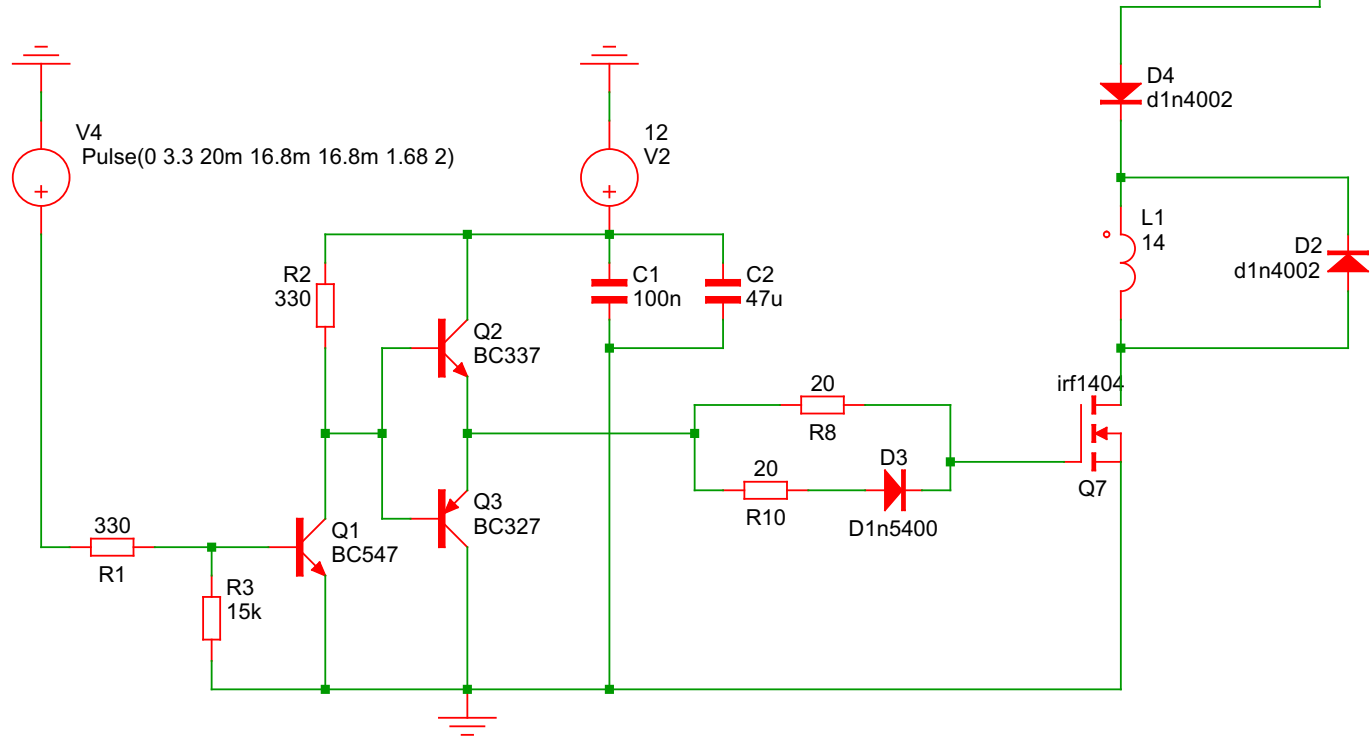 D4
d1n4002
V4
Pulse(0 3.3 20m 16.8m 16.8m 1.68 2)
+
12
V2
+
L1
14
D2
d1n4002
R2
330
C1
100n
C2
47u
Q2
BC337
irf1404
20
R8
Q7
20
R10
D3
D1n5400
Q3
BC327
330
R1
Q1
BC547
R3
15k